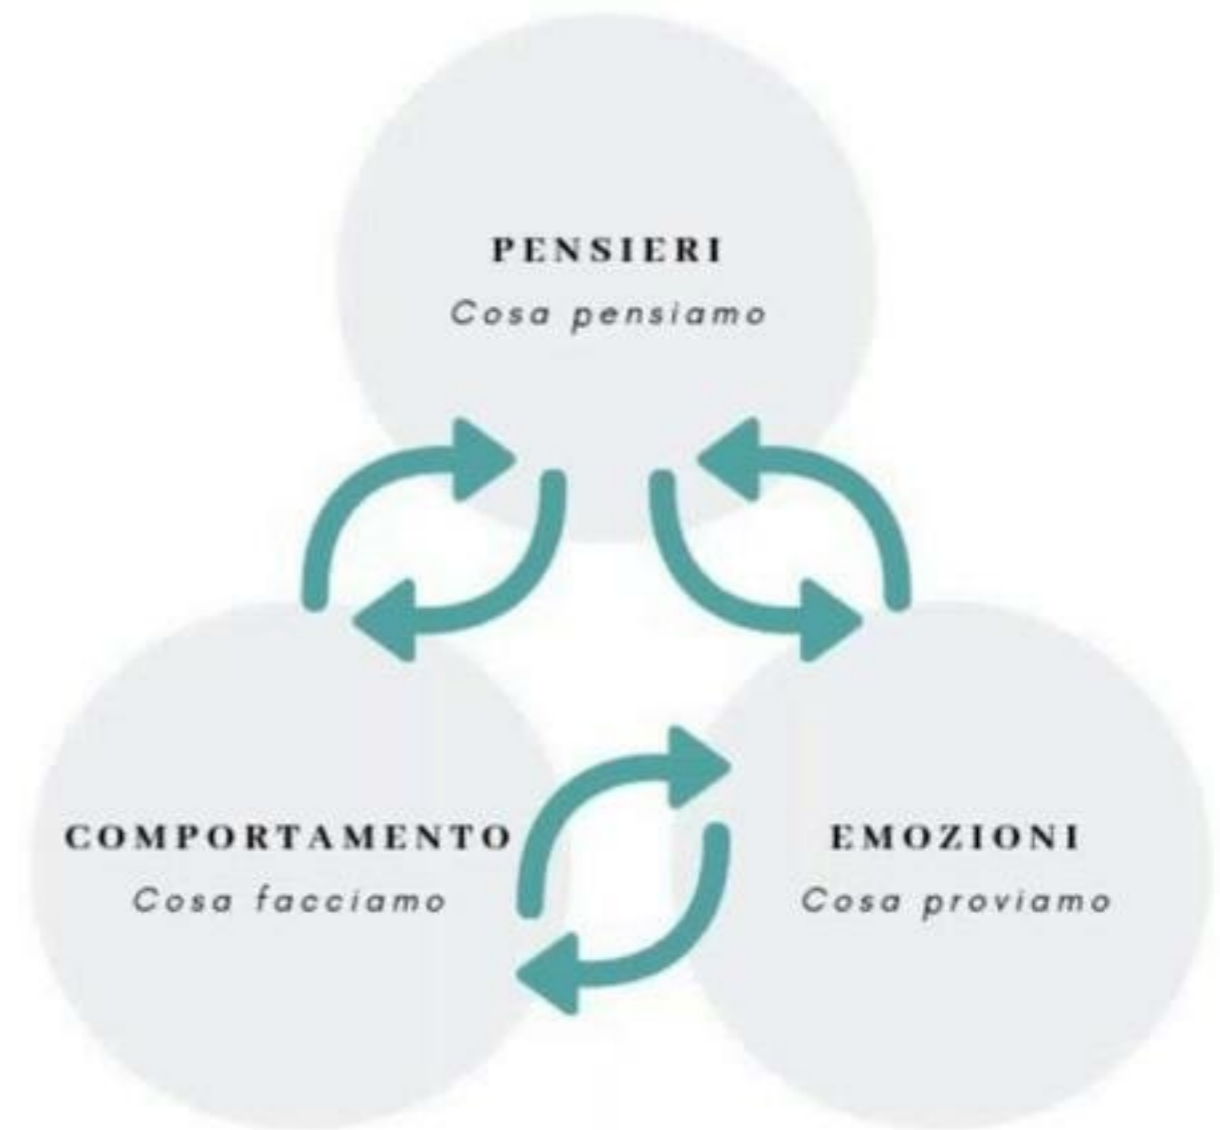 PENSIERI
Cosa pensiamo
COMPORTAMENTO
Cosa facciamo
EMOZIONI
Cosa proviamo